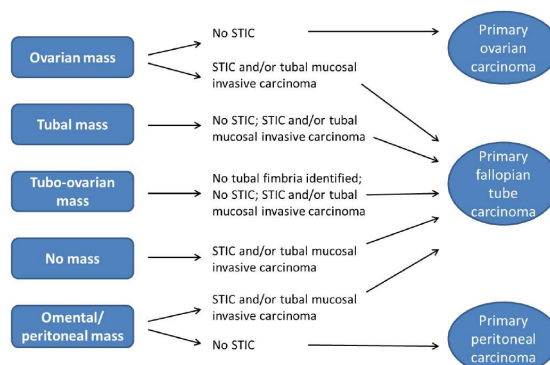 Ovarian mass
No STIC
STIC and/or tubal mucosal
invasive carcinoma
Primary
ovarian
carcinoma
Tubal mass
No STIC; STIC and/or tubal
mucosal invasive carcinoma
Tubo-ovarian
mass
No tubal fimbria identified;
No STIC; STIC and/or tubal
mucosal invasive carcinoma
Primary
fallopian
tube
carcinoma
No mass
STIC and/or tubal mucosal
invasive carcinoma
Omental/
peritoneal mass
STIC and/or tubal mucosal
invasive carcinoma
No STIC
Primary
peritoneal
carcinoma